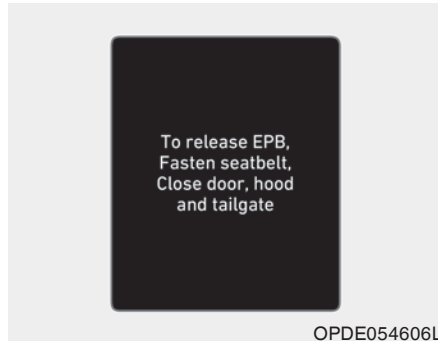 To release EPB,
Fasten seatbelt,
Close door, hood
and tailgate
OPDE054606L